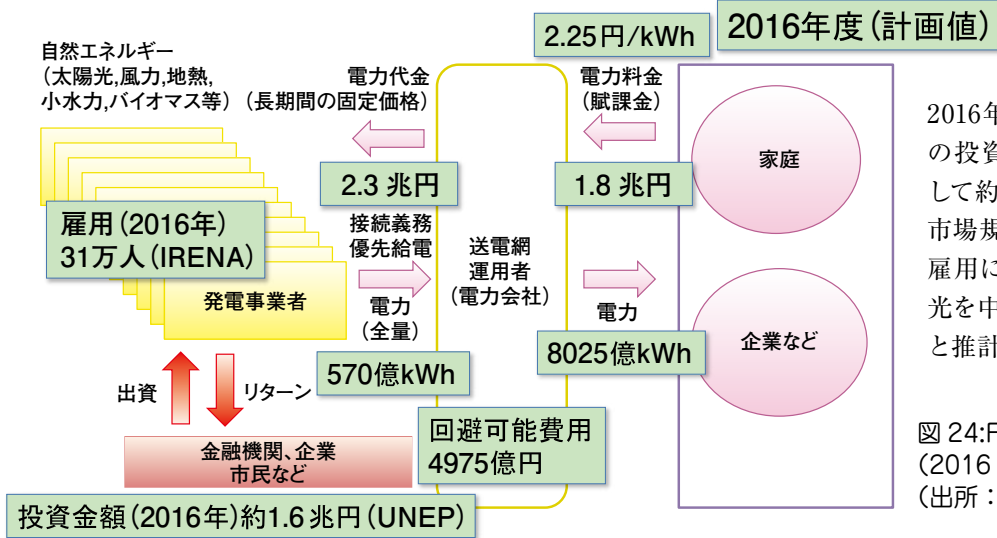 2.25円/kWh
2016年度(計画値)
自然エネルギー
(太陽光,風力,地熱,
小水力,バイオマス等)
電力代金
(長期間の固定価格)
電力料金
(賦課金)
2.3 兆円
1.8 兆円
家庭
雇用(2016年)
31万人(IRENA)
発電事業者
接続義務
優先給電
電力
(全量)
送電網
運用者
(電力会社)
電力
企業など
570億kWh
8025億kWh
出資
リターン
金融機関、企業
市民など
回避可能費用
4975億円
投資金額(2016年)約1.6兆円(UNEP)
2016年
の投資
して約
市場規
雇用に
光を中
と推計
図 24:F
(2016
(出所: